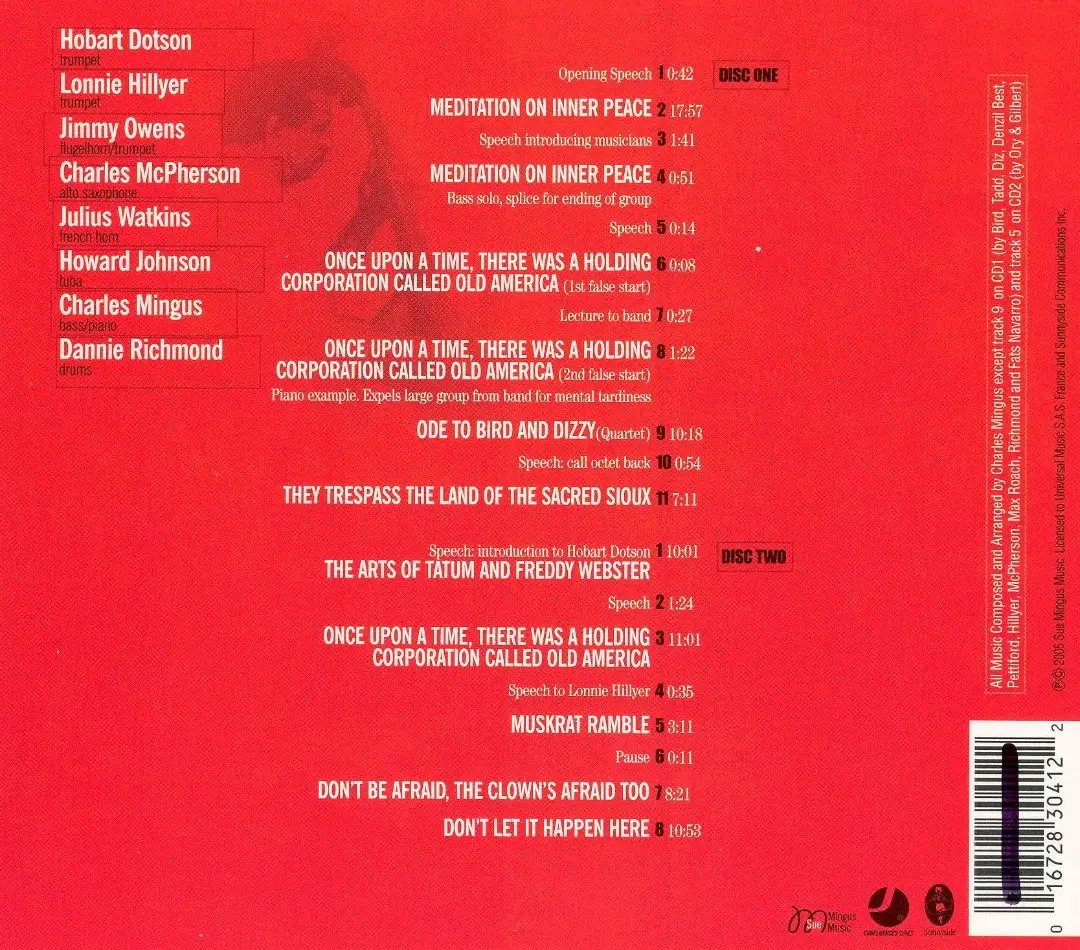 Hobart Dotson
trumpet
Lonnie Hillyer
trumpet
Jimmy Owens
flugelhorn/trumpet
Charles McPherson
alto saxophone
Julius Watkins
french horn
Howard Johnson
tuba
Charles Mingus
bass/piano
Dannie Richmond
drums
Opening Speech 1 0:42 DISC ONE
MEDITATION ON INNER PEACE 2 17:57
Speech introducing musicians 3 1:41
MEDITATION ON INNER PEACE 4 0:51
Bass solo, splice for ending of group
Speech 5 0:14
ONCE UPON A TIME, THERE WAS A HOLDING 6 0:08
CORPORATION CALLED OLD AMERICA (1st false start)
Lecture to band 7 0:27
ONCE UPON A TIME, THERE WAS A HOLDING 8 1:22
CORPORATION CALLED OLD AMERICA (2nd false start)
Piano example. Expels large group from band for mental tardiness
ODE TO BIRD AND DIZZY(Quartet) 9 10:18
Speech: call octet back 10 0:54
THEY TRESPASS THE LAND OF THE SACRED SIOUX 11 7:11
Speech: introduction to Hobart Dotson 1 10:01 DISC TWO
THE ARTS OF TATUM AND FREDDY WEBSTER
Speech 2 1:24
ONCE UPON A TIME, THERE WAS A HOLDING 3 11:01
CORPORATION CALLED OLD AMERICA
Speech to Lonnie Hillyer 4 0:35
MUSKRAT RAMBLE 5 3:11
Pause 6 0:11
DON'T BE AFRAID, THE CLOWN'S AFRAID TOO 7 8:21
DON'T LET IT HAPPEN HERE 8 10:53
All Music Composed and Arranged by Charles Mingus except track 9 on CD1 (by Bird, Tadd, Diz, Denzil Best,
Pettiford, Hillyer, McPherson, Max Roach, Richmond and Fats Navarro) and track 5 on CD2 (by Ory & Gilbert)
℗© 2005 Sue Mingus Music Licensed to Universal Music S.A.S. France and Sunnyside Communications Inc.
0 16728 30412 2
Sue Mingus
Music
Sunnyside